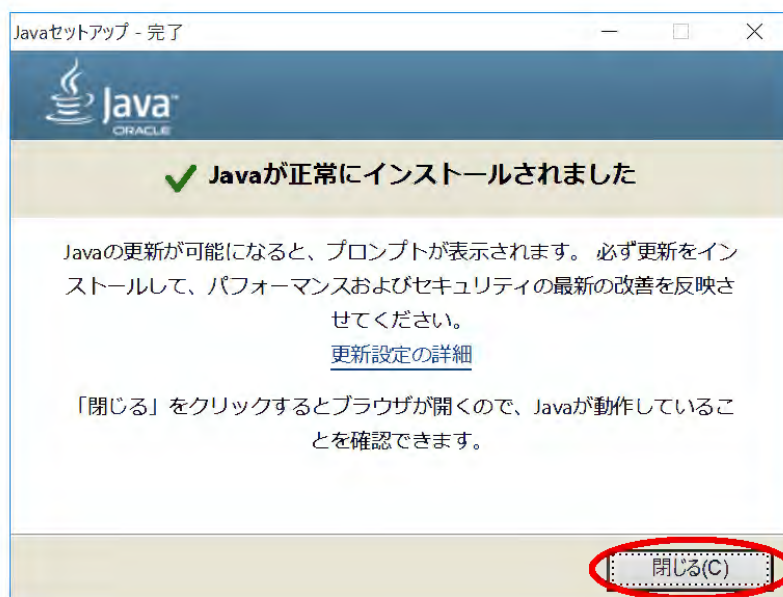 Javaセットアップ - 完了
Java™
ORACLE
Javaが正常にインストールされました
Javaの更新が可能になると、プロンプトが表示されます。 必ず更新をイン
ストールして、パフォーマンスおよびセキュリティの最新の改善を反映さ
せてください。
更新設定の詳細
「閉じる」をクリックするとブラウザが開くので、Javaが動作しているこ
とを確認できます。
閉じる(C)